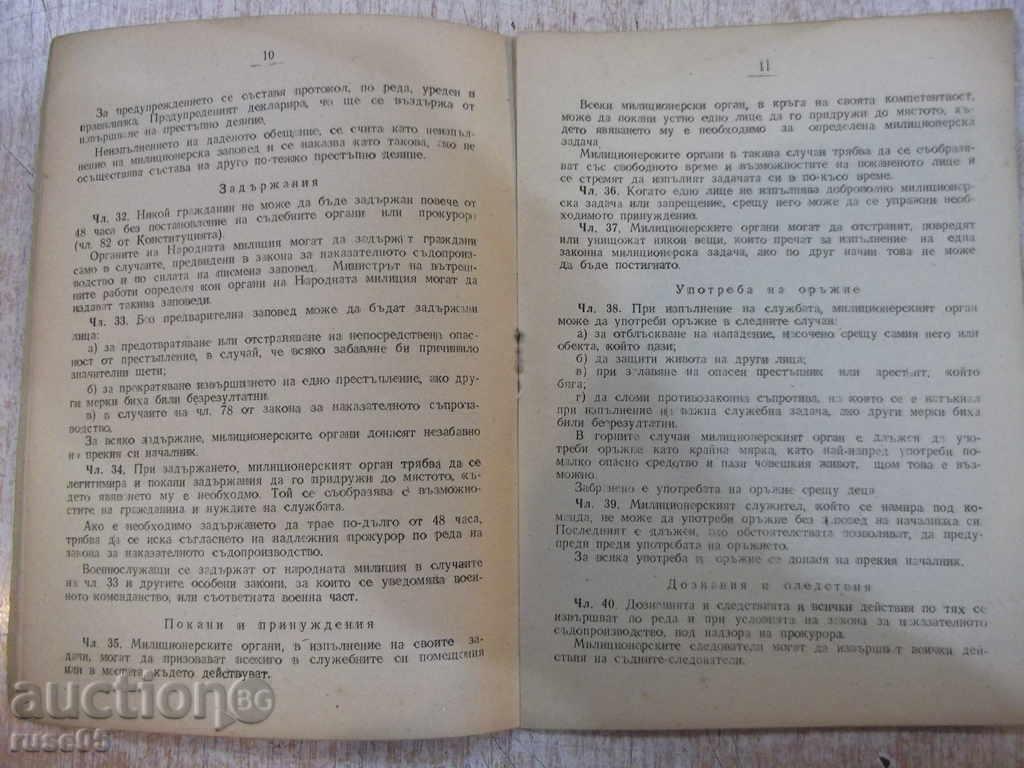 10
За предупреждението се съставя протокол, по реда, уреден и
правилника. Предупреденият декларира, че ще се въздържа от
извършване на престъпно деяние.
Неизпълнението на даденото обещание, се счита като неизпъл-
нение на милиционерска заповед и се наказва като такова, ако не
осъществява състава на друго по-тежко престъпно деяние.
Задържания
Чл. 32. Никой гражданин не може да бъде задържан повече от
48 часа без постановление на съдебните органи или прокурора
(чл. 82 от Конституцията).
Органите на Народната милиция могат да задържат граждани
само в случаите, предвидени в закона за наказателното съдопроиз-
водство и по силата на писмена заповед. Министрът на вътреш-
ните работи определя кои органи на Народната милиция могат да
издават такива заповеди.
Чл. 33. Без предварителна заповед може да бъдат задържани
лица:
а) за предотвратяване или отстраняване на непосредствена опас-
ност от престъпление, в случай, че всяко забавяне би причинило
значителни щети;
б) за прекратяване извършването на едно престъпление, ако дру-
ги мерки биха били безрезултатни.
в) в случаите на чл. 78 от закона за наказателното съпроиз-
водство.
За всяко задържане, милиционерските органи донасят незабавно
на прекия си началник.
Чл. 34. При задържането, милиционерският орган трябва да се
легитимира и покани задържания да го придружи до мястото, къ-
дето явяването му е необходимо. Той се съобразява с възможно-
стите на гражданина и нуждите на службата.
Ако е необходимо задържането да трае по-дълго от 48 часа,
трябва да се иска съгласнето на надлежния прокурор по реда на
закона за наказателното съдопроизводство.
Военнослужащи се задържат от народната милиция в случаите
на чл. 33 и другите особени закони, за които се уведомява воен-
ното комендантство, или съответната военна част.
Покани и принуждения
Чл. 35. Милиционерските органи, в изпълнение на своите за-
дачи, могат да призовават всекиго в служебните си помещения
или в местата където действуват.
11
Всеки милиционерски орган, в кръга на своята компетентност,
може да покани устно едно лице да го придружи до мястото, къ-
дето явяването му е необходимо за определена милиционерска
задача.
Милиционерските органи в такива случаи трябва да се съобразя-
ват със свободното време и възможностите на поканеното лице и
се стремят да изпълнят задачата си в по-късо време.
Чл. 36. Когато едно лице не изпълнява доброволно милиционер-
ска задача или запрещение, срещу него може да се упражни необ-
ходимото принуждение.
Чл. 37. Милиционерските органи могат да отстранят, повредят
или унищожат някои вещи, които пречат за изпълнение на една
законна милиционерска задача, ако по друг начин това не може
да бъде постигнато.
Употреба на оръжие
Чл. 38. При изпълнение на службата, милиционерският орган
може да употреби оръжие в следните случаи:
а) за отблъскване на нападение, насочено срещу самия него или
обекта, който пази;
б) да защити живота на други лица;
в) при залавяне на опасен престъпник или арестант, който
бяга;
г) да сломи противозаконна съпротива, на която се е натъкнал
при изпълнение на важна служебна задача, ако други мерки биха
били безрезултатни.
В горните случаи милиционерският орган е длъжен да упо-
треби оръжие като крайна мярка, като най-напред употреби по-
малко опасно средство и пази човешкия живот, щом това е въз-
можно.
Забранено е употребата на оръжие срещу деца.
Чл. 39. Милиционерският служител, който се намира под ко-
манда, не може да употреби оръжие без заповед на началника си.
Последният е длъжен, ако обстоятелствата позволяват, да преду-
преди преди употребата на оръжието.
За всяка употреба на оръжие се донася на прекия началник.
Дознания и следствия
Чл. 40. Дознанията и следствията и всички действия по тях се
извършват по реда и при условията на закона за наказателното
съдопроизводство, под надзора на прокурора.
Милиционерските следователи могат да извършват всички дей-
ствия на съдните-следователи.
auctionBG
ruse05